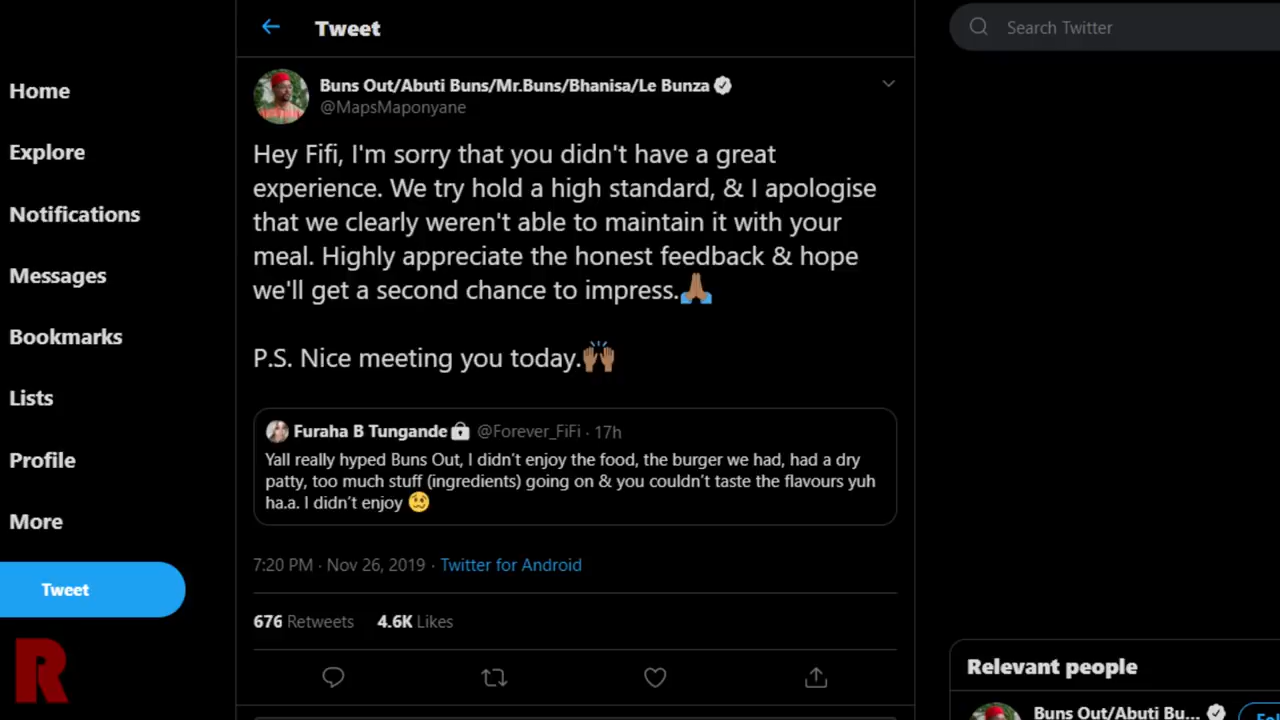 Tweet
Search Twitter
Home
Explore
Notifications
Messages
Bookmarks
Lists
Profile
More
Tweet
R
Buns Out/Abuti Buns/Mr.Buns/Bhanisa/Le Bunza
@MapsMaponyane
Hey Fifi, I'm sorry that you didn't have a great
experience. We try hold a high standard, & I apologise
that we clearly weren't able to maintain it with your
meal. Highly appreciate the honest feedback & hope
we'll get a second chance to impress.🙏🏽
P.S. Nice meeting you today.🙌🏽
Furaha B Tungande @Forever_FiFi · 17h
Yall really hyped Buns Out, I didn't enjoy the food, the burger we had, had a dry
patty, too much stuff (ingredients) going on & you couldn't taste the flavours yuh
ha.a. I didn't enjoy 🥴
7:20 PM · Nov 26, 2019 · Twitter for Android
676 Retweets 4.6K Likes
Relevant people
Buns Out/Abuti Bu...